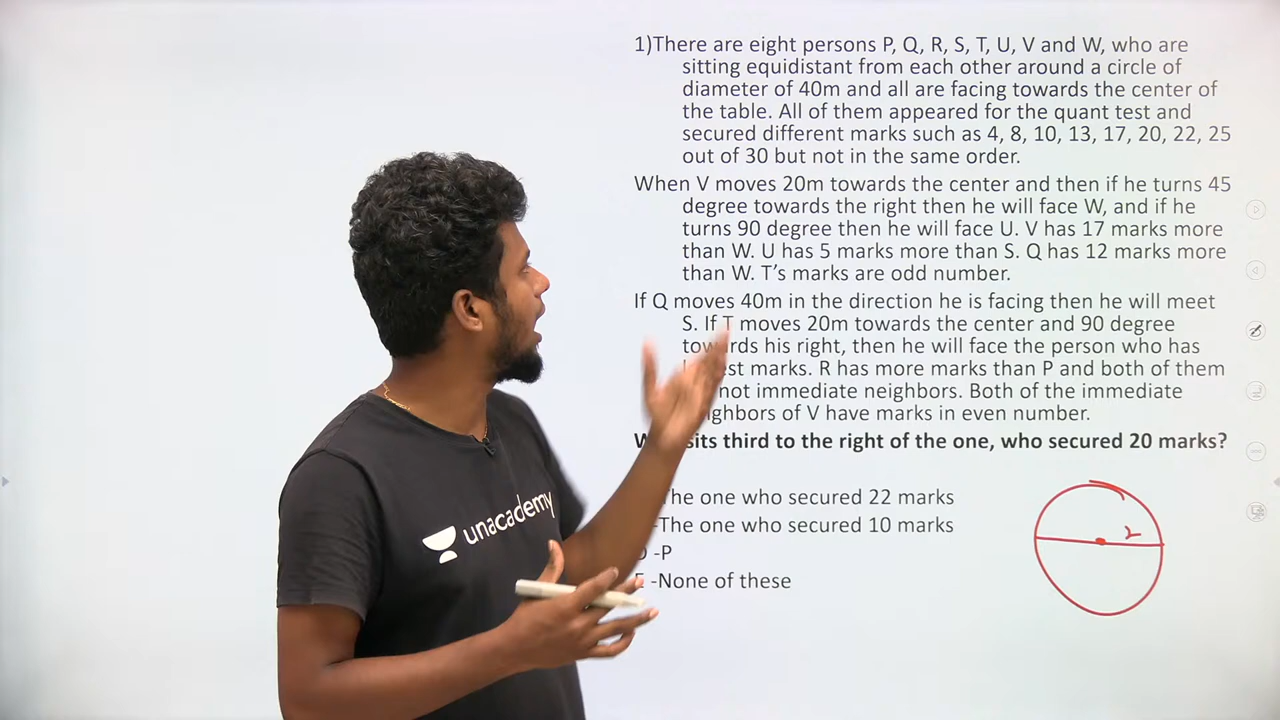 1)There are eight persons P, Q, R, S, T, U, V and W, who are
sitting equidistant from each other around a circle of
diameter of 40m and all are facing towards the center of
the table. All of them appeared for the quant test and
secured different marks such as 4, 8, 10, 13, 17, 20, 22, 25
out of 30 but not in the same order.
When V moves 20m towards the center and then if he turns 45
degree towards the right then he will face W, and if he
turns 90 degree then he will face U. V has 17 marks more
than W. U has 5 marks more than S. Q has 12 marks more
than W. T's marks are odd number.
If Q moves 40m in the direction he is facing then he will meet
S. If T moves 20m towards the center and 90 degree
towards his right, then he will face the person who has
marks. R has more marks than P and both of them
not immediate neighbors. Both of the immediate
of V have marks in even number.
sits third to the right of the one, who secured 20 marks?
The one who secured 22 marks
-The one who secured 10 marks
-P
E -None of these
2
unacademy